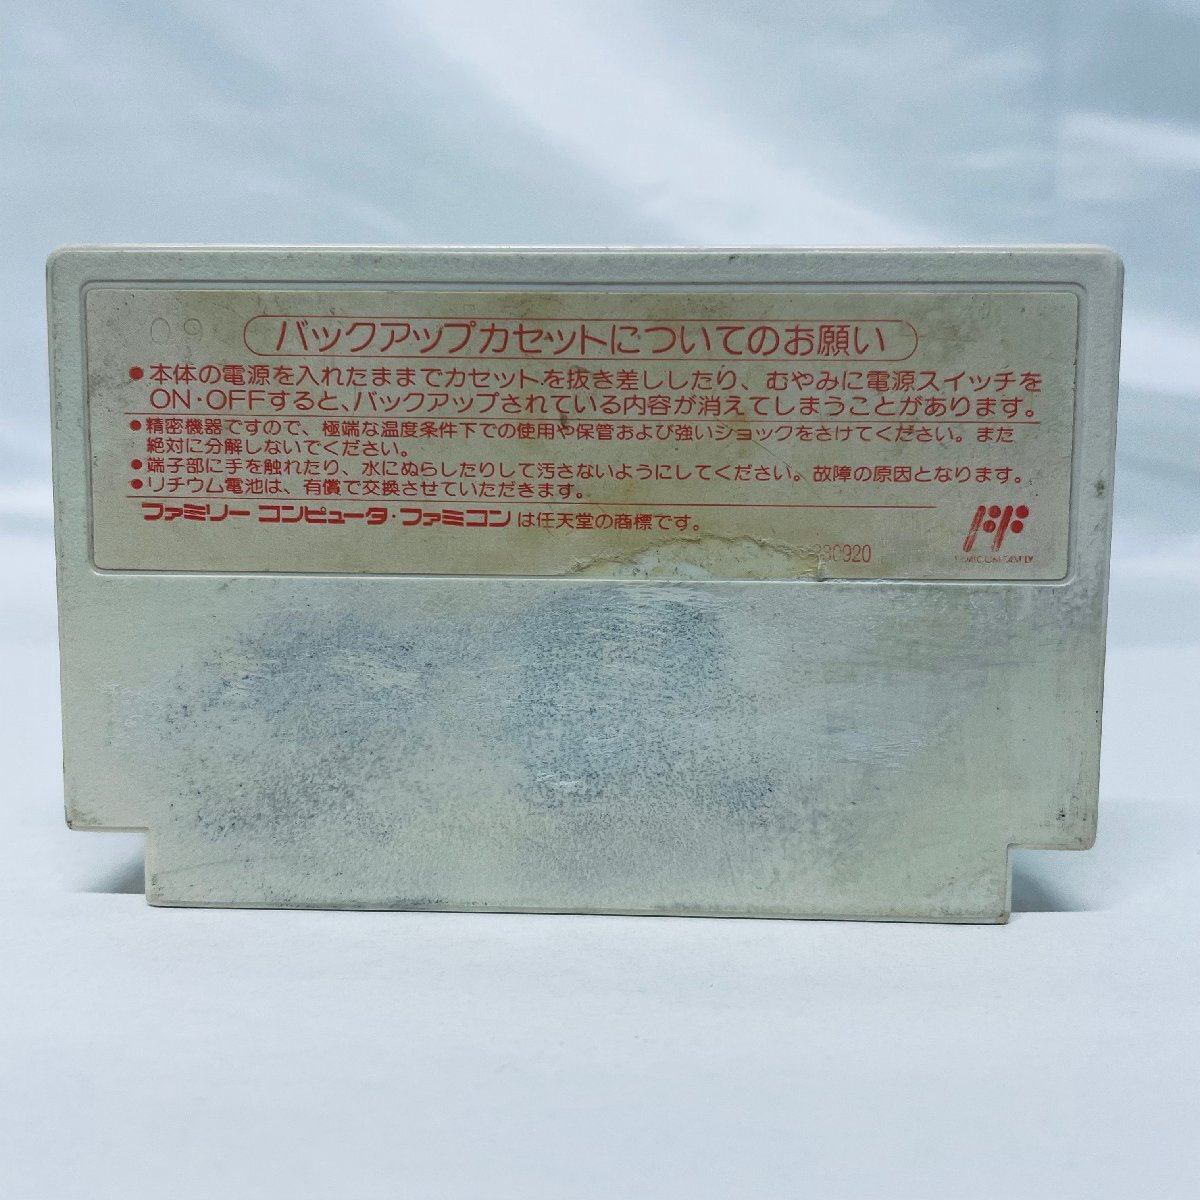 09
バックアップカセットについてのお願い
●本体の電源を入れたままでカセットを抜き差ししたり、むやみに電源スイッチを
ON・OFFすると、バックアップされている内容が消えてしまうことがあります。
●精密機器ですので、極端な温度条件下での使用や保管および強いショックをさけてください。また
絶対に分解しないでください。
●端子部に手を触れたり、水にぬらしたりして汚さないようにしてください。故障の原因となります。
●リチウム電池は、有償で交換させていただきます。
ファミリー コンピュータ・ファミコンは任天堂の商標です。
FAMICOM FAMILY